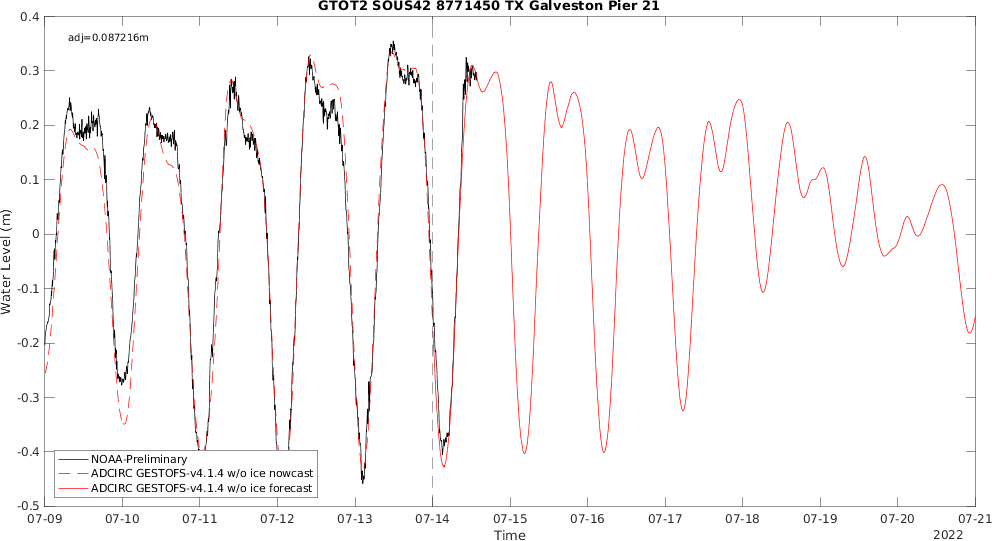 GTOT2 SOUS42 8771450 TX Galveston Pier 21
adj=0.087216m
0.4
0.3
0.2
0.1
0
-0.1
-0.2
-0.3
-0.4
-0.5
Water Level (m)
NOAA-Preliminary
ADCIRC GESTOFS-v4.1.4 w/o ice nowcast
ADCIRC GESTOFS-v4.1.4 w/o ice forecast
07-09 07-10 07-11 07-12 07-13 07-14 07-15 07-16 07-17 07-18 07-19 07-20 07-21
Time
2022